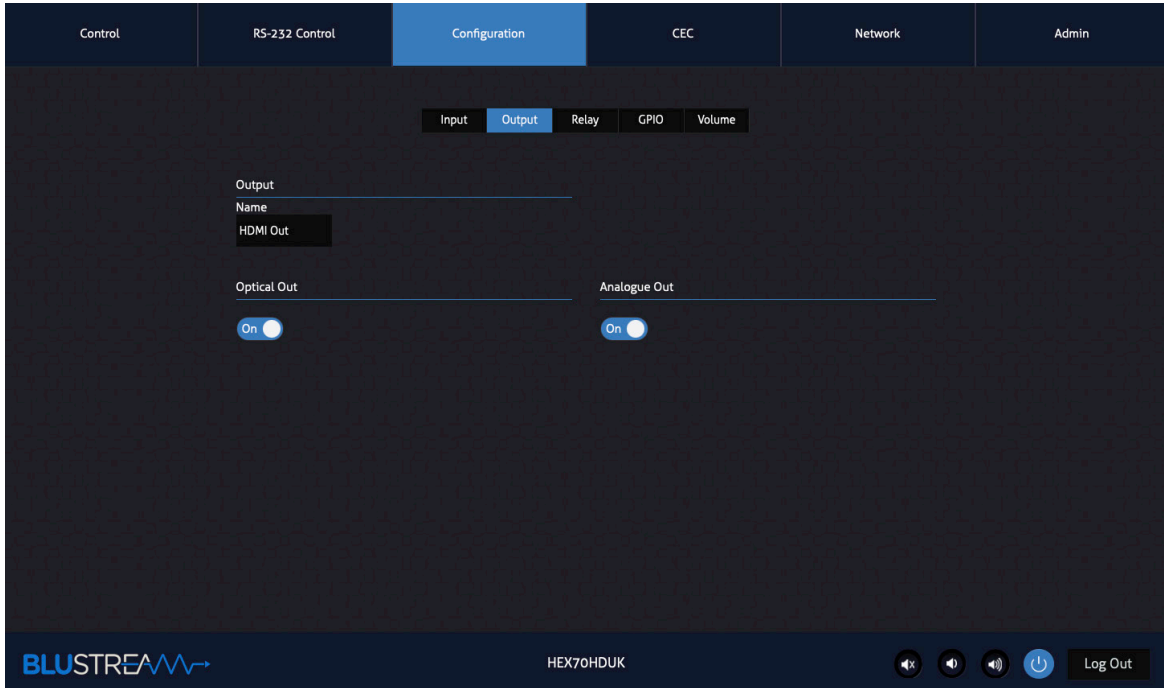 Control RS-232 Control Configuration CEC Network Admin
Input Output Relay GPIO Volume
Output
Name
HDMI Out
Optical Out Analogue Out
On On
BLUSTREAM HEX70HDUK Log Out